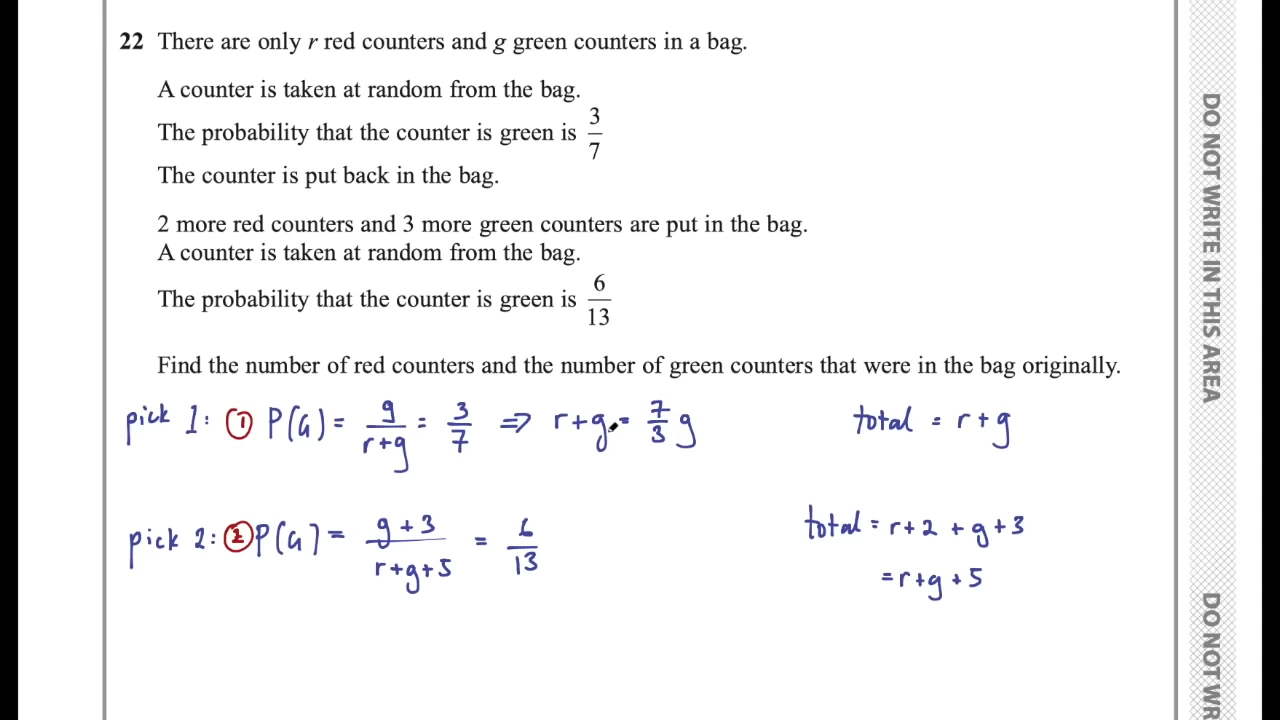 22 There are only r red counters and g green counters in a bag.
A counter is taken at random from the bag.
The probability that the counter is green is 3/7
The counter is put back in the bag.
2 more red counters and 3 more green counters are put in the bag.
A counter is taken at random from the bag.
The probability that the counter is green is 6/13
Find the number of red counters and the number of green counters that were in the bag originally.
pick 1: ① P(G) = g/(r+g) = 3/7 ⇒ r+g = 7/3 g
total = r+g
pick 2: ② P(G) = (g+3)/(r+g+5) = 6/13
total = r+2+g+3
= r+g+5
DO NOT WRITE IN THIS AREA
DO NOT WR